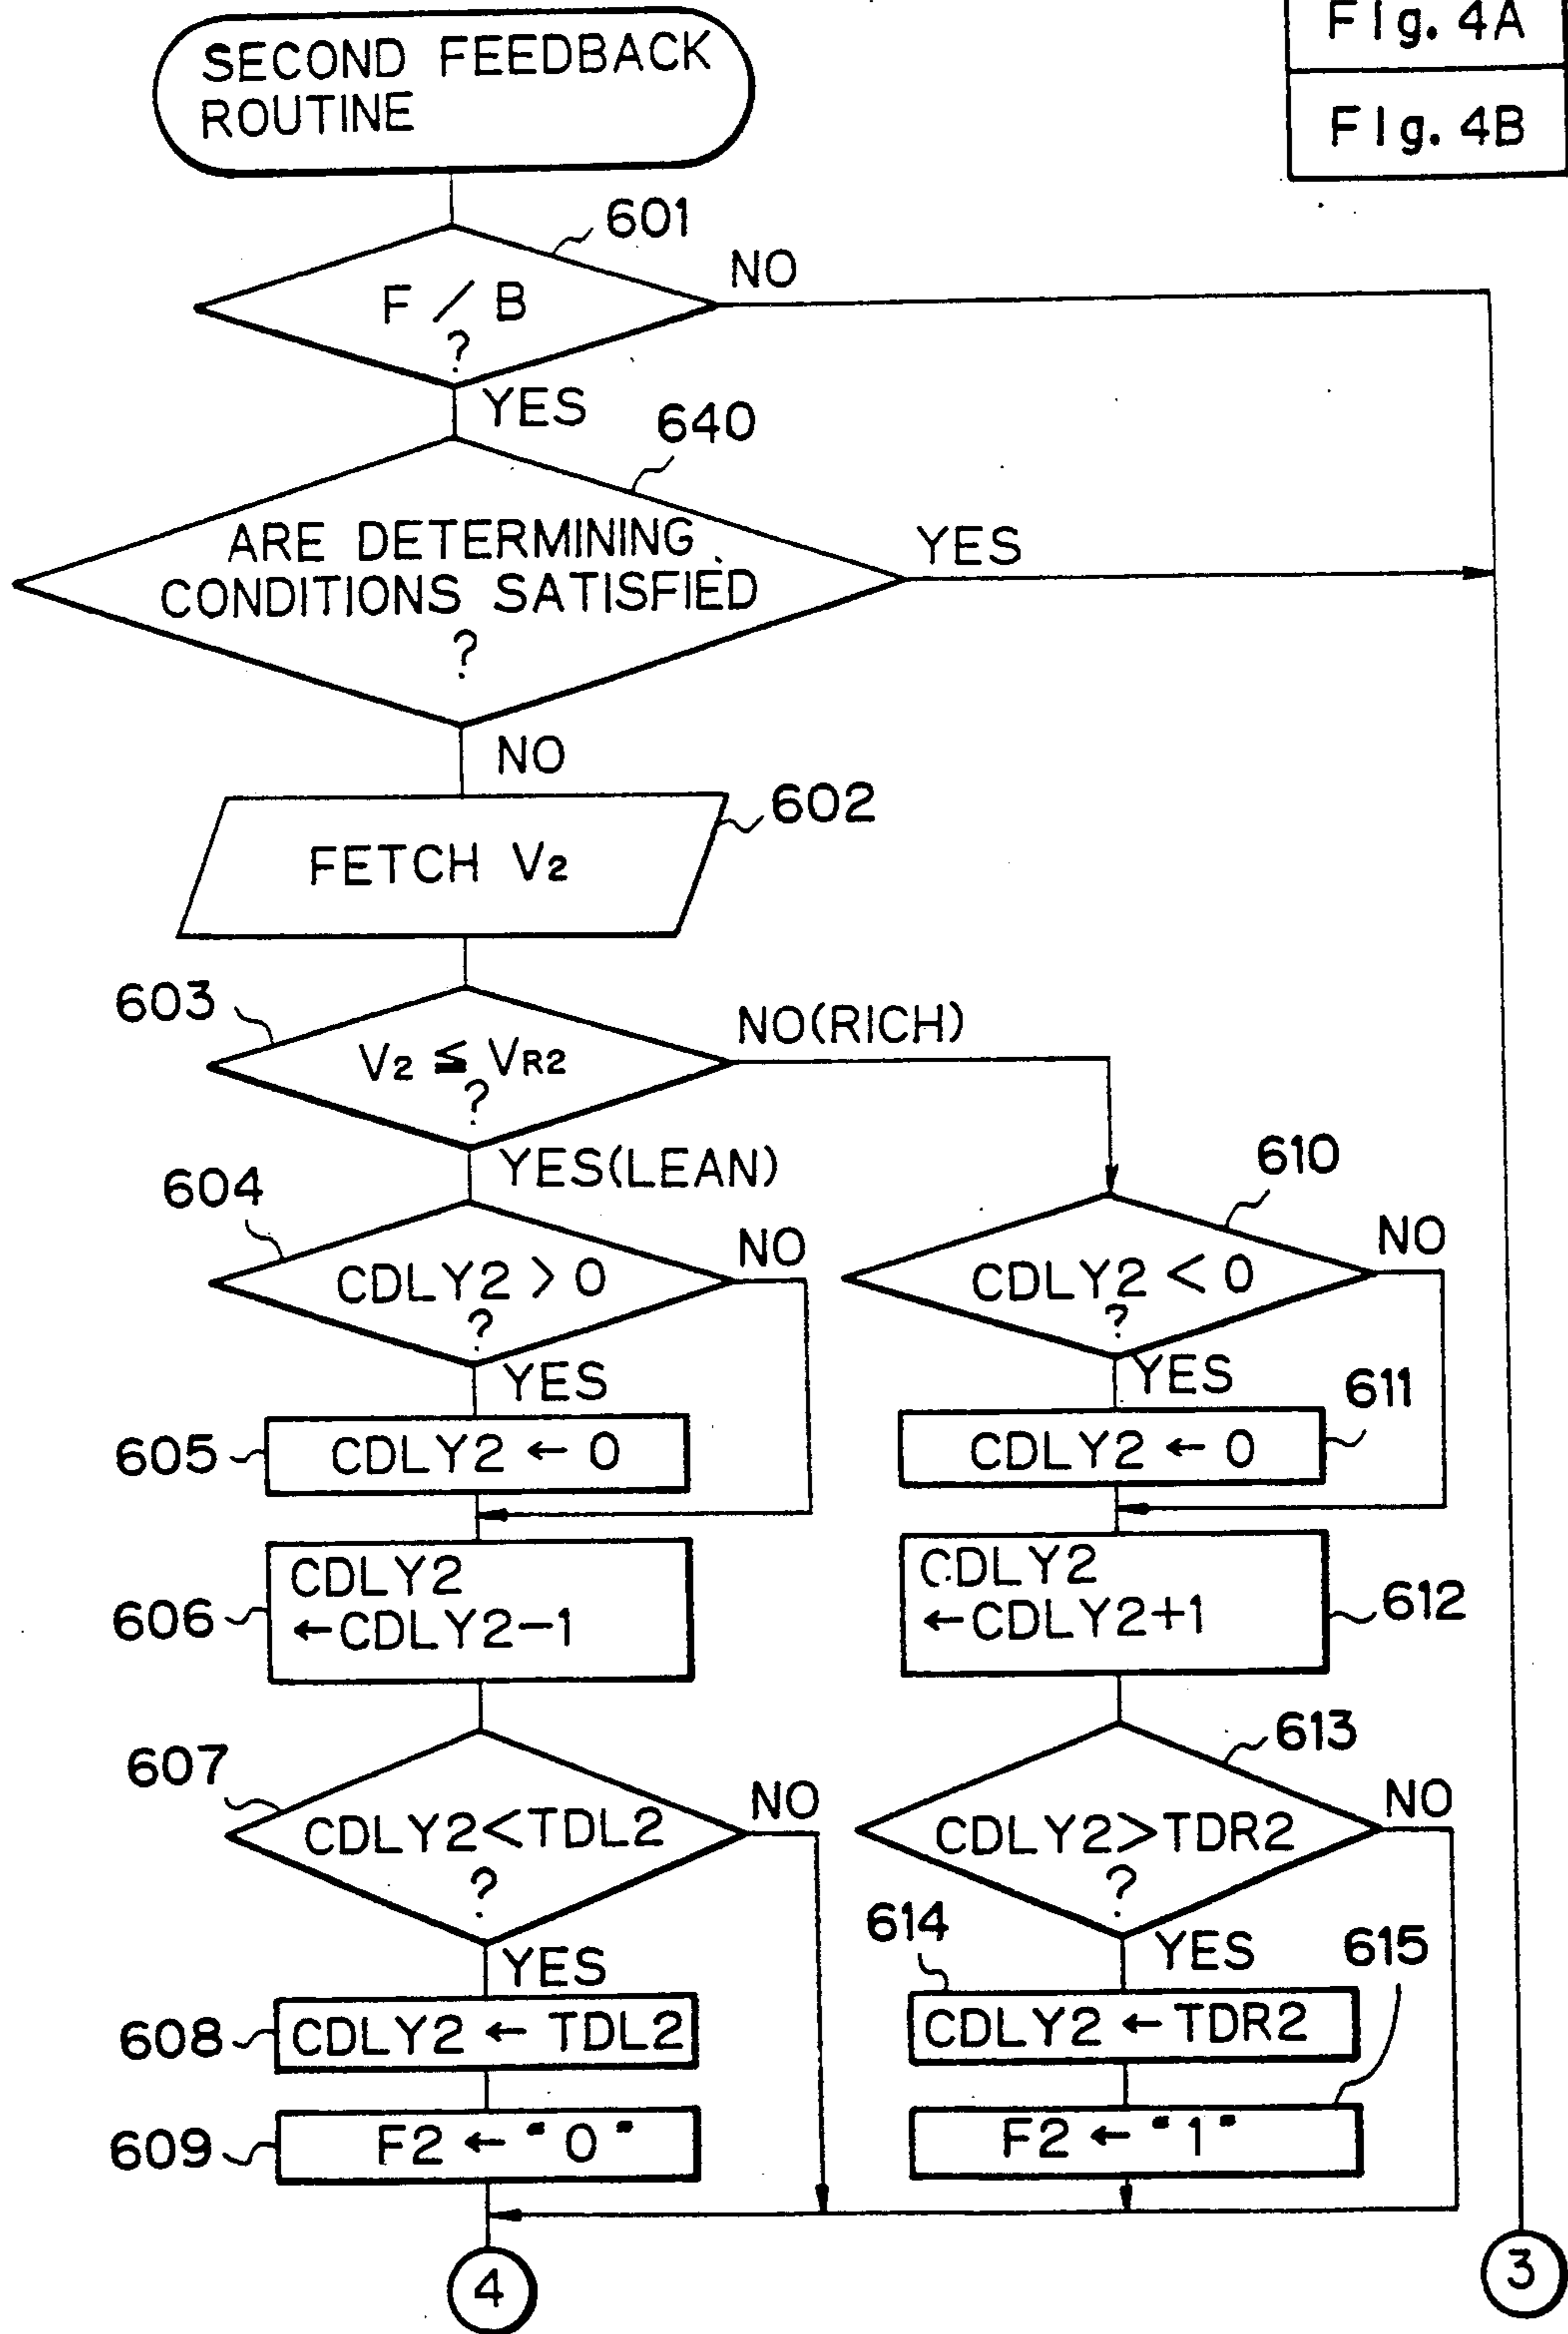 Fig. 4A
Fig. 4B
SECOND FEEDBACK
ROUTINE
601
F / B
?
NO
YES
640
ARE DETERMINING
CONDITIONS SATISFIED
?
YES
NO
602
FETCH V2
603
V2 ≦ VR2
?
NO(RICH)
YES(LEAN)
604
CDLY2 > 0
?
NO
YES
610
CDLY2 < 0
?
NO
YES
605
CDLY2 ← 0
611
CDLY2 ← 0
606
CDLY2
←CDLY2-1
612
CDLY2
←CDLY2+1
607
CDLY2<TDL2
?
NO
YES
613
CDLY2>TDR2
?
NO
YES
608
CDLY2 ← TDL2
614
CDLY2 ← TDR2
609
F2 ← "0"
615
F2 ← "1"
4
3